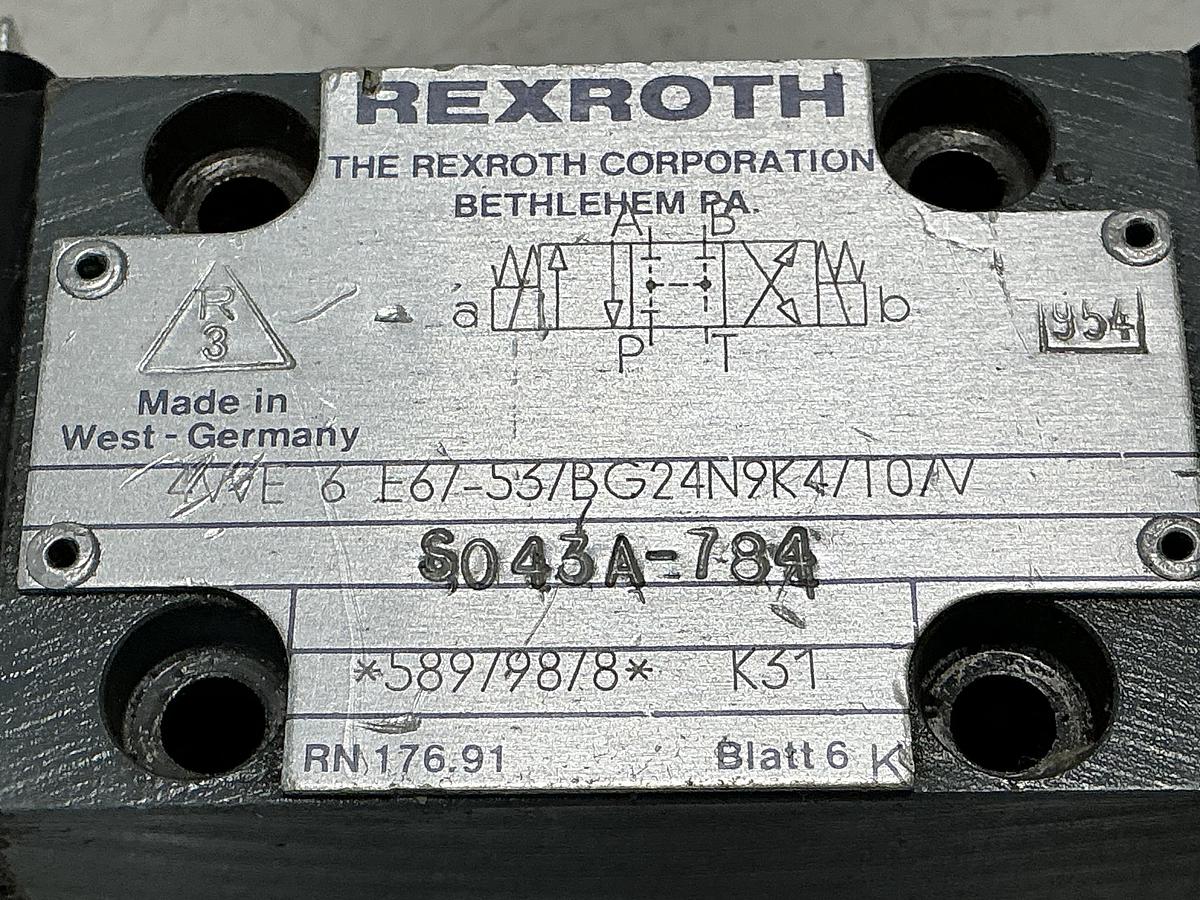 REXROTH
THE REXROTH CORPORATION
BETHLEHEM PA.
A B
a b
P T
R
3
954
Made in
West - Germany
4WE 6 E67-53/BG24N9K4/T0/V
S043A-784
*589/98/8* K31
RN 176.91 Blatt 6 K